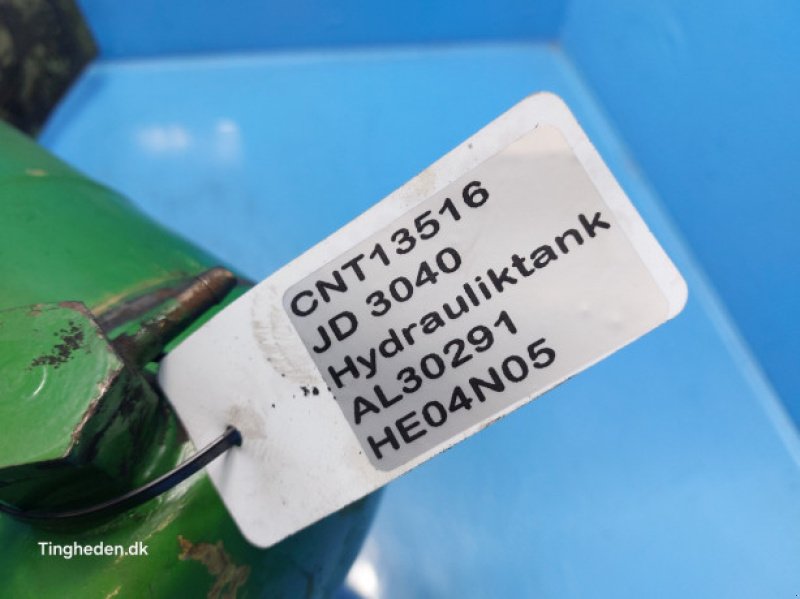 CNT13516
JD 3040
Hydrauliktank
AL30291
HE04N05
Tingheden.dk